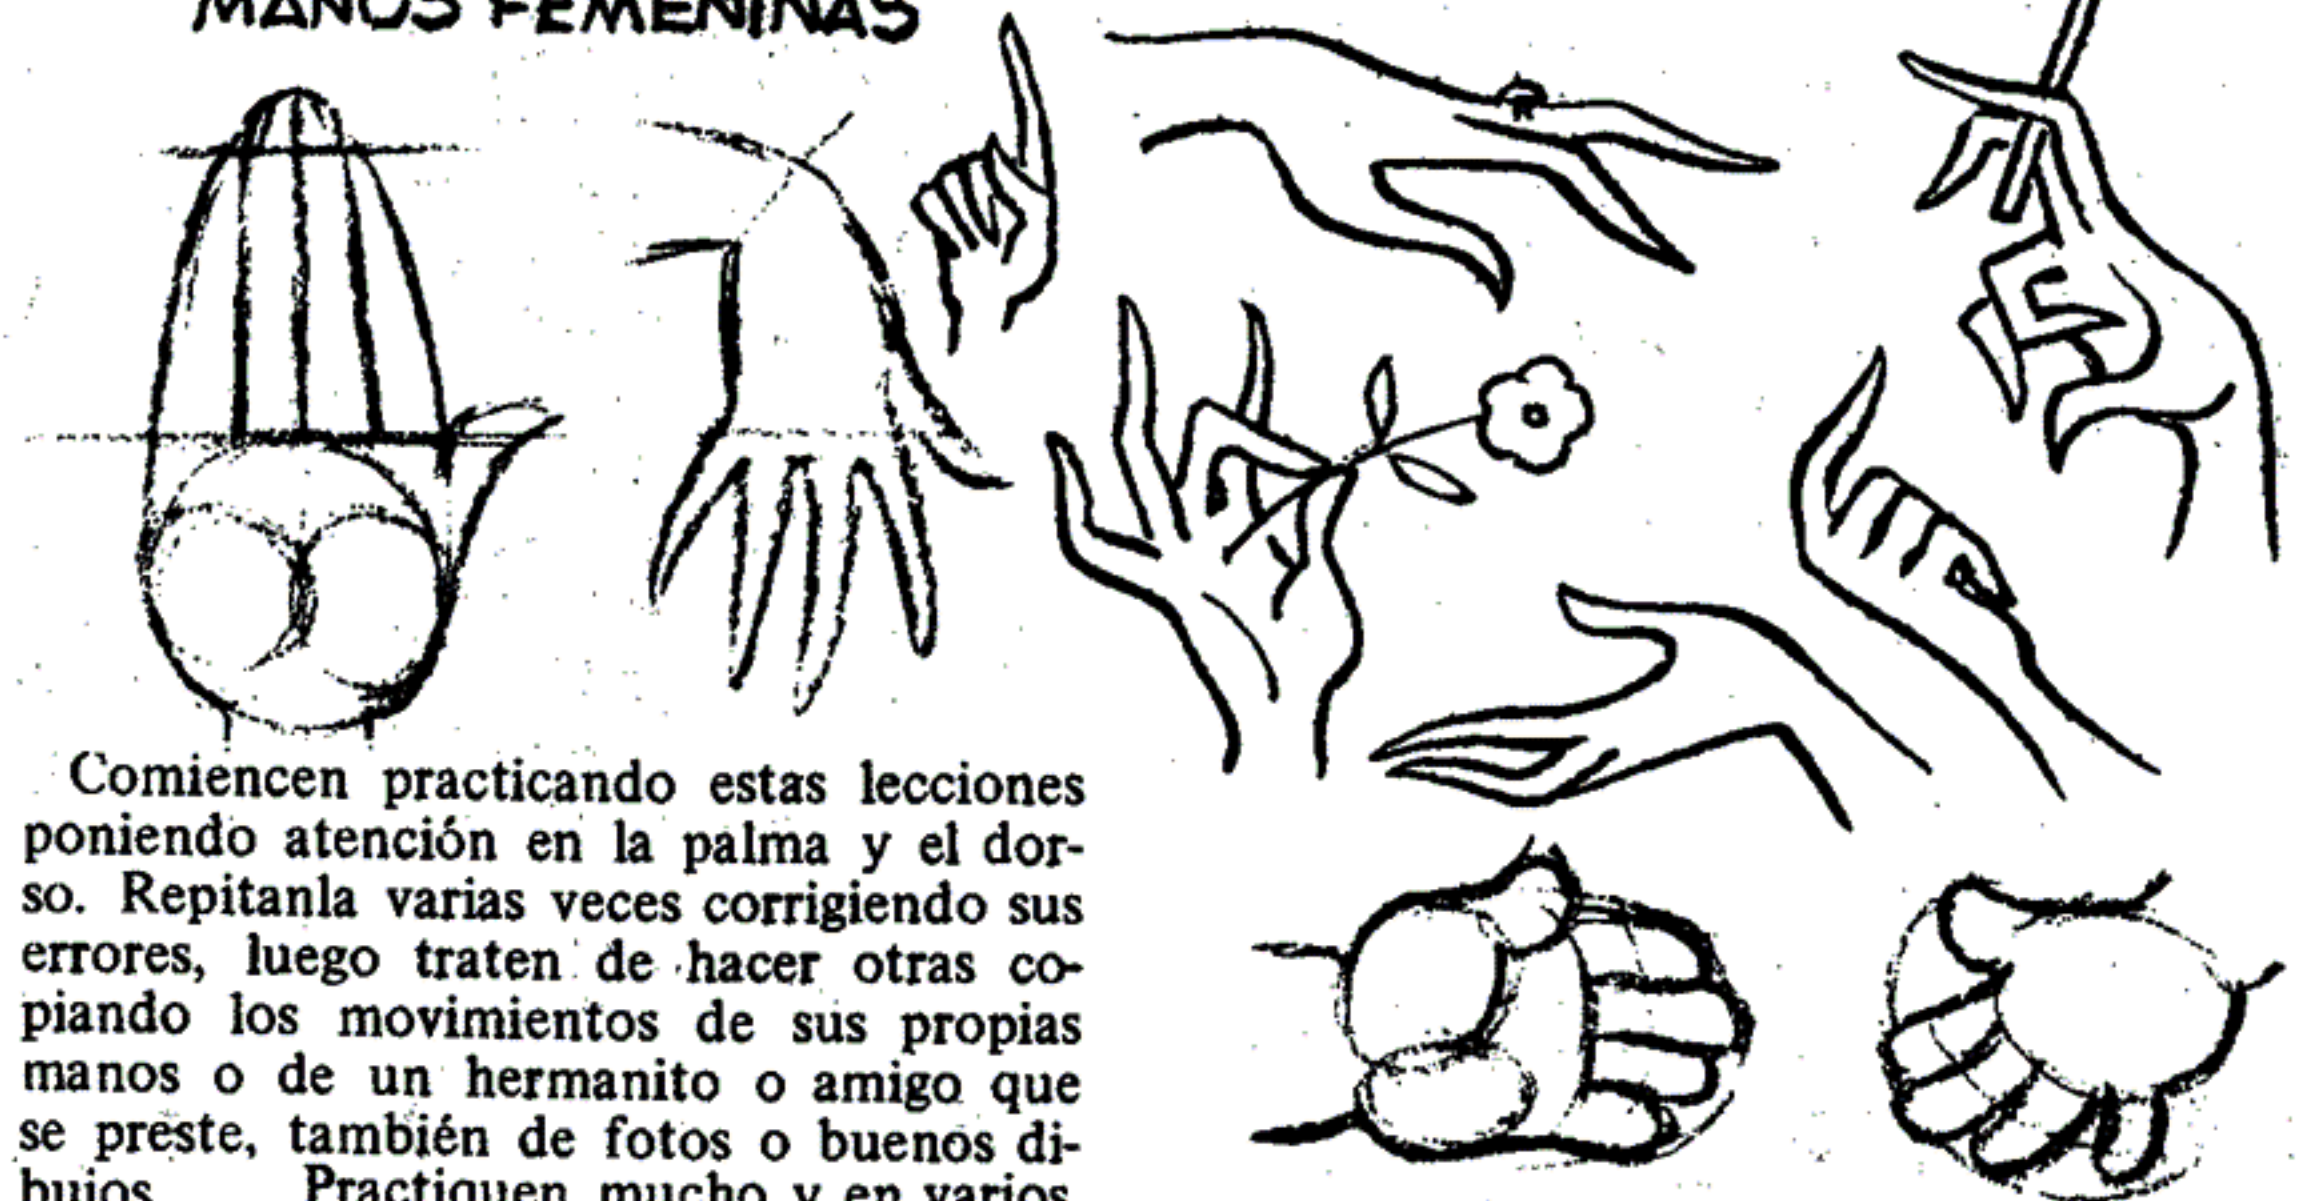 MANOS FEMENINAS
Comiencen practicando estas lecciones
poniendo atención en la palma y el dor-
so. Repitanla varias veces corrigiendo sus
errores, luego traten de hacer otras co-
piando los movimientos de sus propias
manos o de un hermanito o amigo que
se preste, también de fotos o buenos di-
bujos. Practiquen mucho y en varios